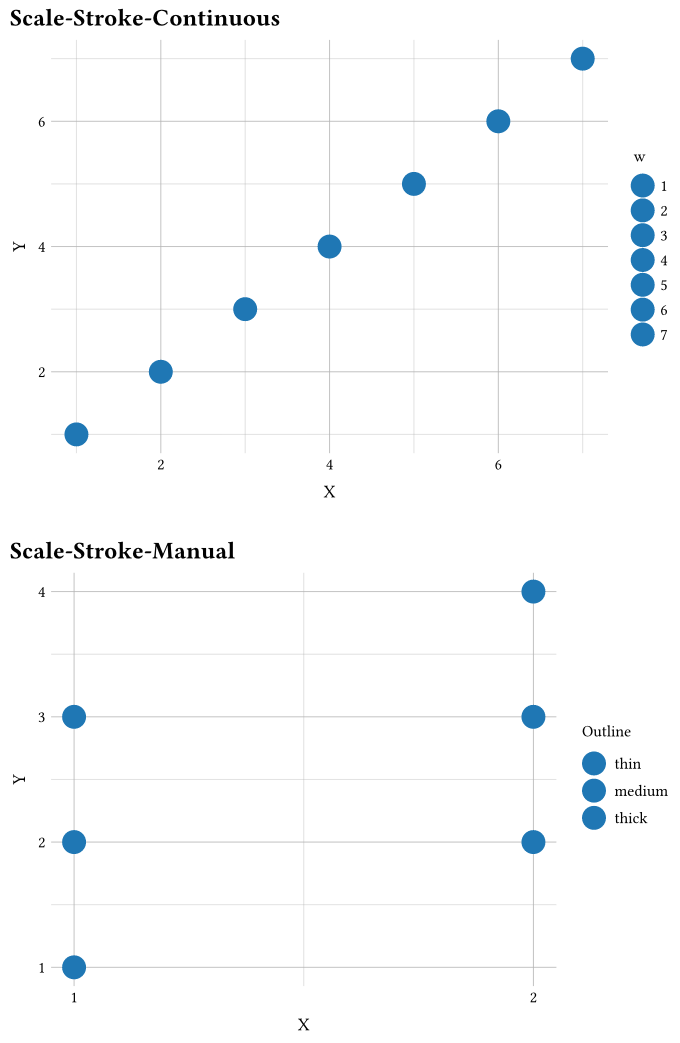 Scale-Stroke-Continuous
6
4
2
Y
2 4 6
X
w
1
2
3
4
5
6
7
Scale-Stroke-Manual
4
3
2
1
Y
1 2
X
Outline
thin
medium
thick